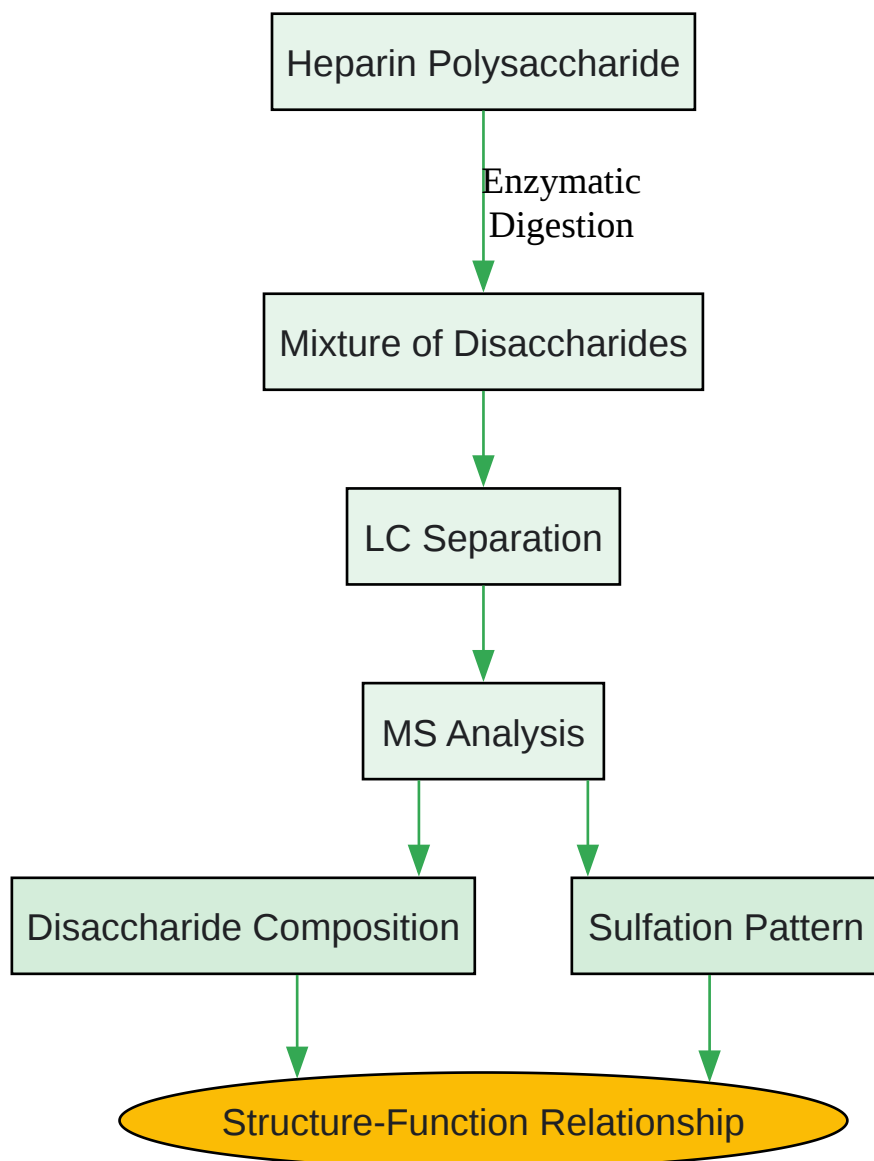 Heparin Polysaccharide
Enzymatic
Digestion
Mixture of Disaccharides
LC Separation
MS Analysis
Disaccharide Composition
Sulfation Pattern
Structure-Function Relationship